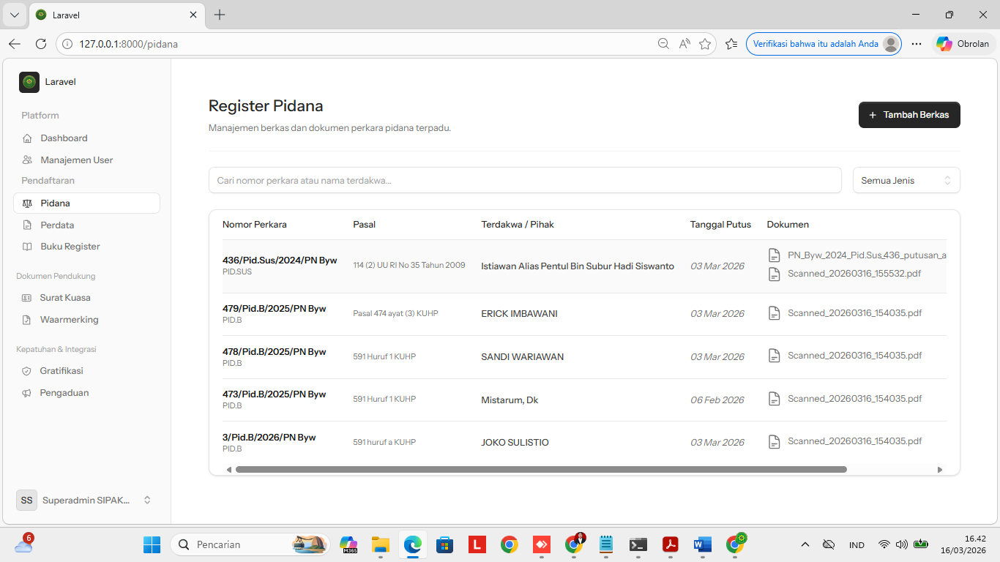 Laravel
127.0.0.1:8000/pidana
Verifikasi bahwa itu adalah Anda
Obrolan
Laravel
Platform
Dashboard
Manajemen User
Pendaftaran
Pidana
Perdata
Buku Register
Dokumen Pendukung
Surat Kuasa
Waarmerking
Kepatuhan & Integrasi
Gratifikasi
Pengaduan
SS Superadmin SIPAK...
Register Pidana
Manajemen berkas dan dokumen perkara pidana terpadu.
+ Tambah Berkas
Cari nomor perkara atau nama terdakwa...
Semua Jenis
Nomor Perkara Pasal Terdakwa / Pihak Tanggal Putus Dokumen
436/Pid.Sus/2024/PN Byw
PID.SUS
114 (2) UU RI No 35 Tahun 2009
Istiawan Alias Pentul Bin Subur Hadi Siswanto
03 Mar 2026
PN_Byw_2024_Pid.Sus_436_putusan_a
Scanned_20260316_155532.pdf
479/Pid.B/2025/PN Byw
PID.B
Pasal 474 ayat (3) KUHP
ERICK IMBAWANI
03 Mar 2026
Scanned_20260316_154035.pdf
478/Pid.B/2025/PN Byw
PID.B
591 Huruf 1 KUHP
SANDI WARIAWAN
03 Mar 2026
Scanned_20260316_154035.pdf
473/Pid.B/2025/PN Byw
PID.B
591 Huruf 1 KUHP
Mistarum, Dk
06 Feb 2026
Scanned_20260316_154035.pdf
3/Pid.B/2026/PN Byw
PID.B
591 huruf a KUHP
JOKO SULISTIO
03 Mar 2026
Scanned_20260316_154035.pdf
6
Pencarian
M365
L
IND
16.42
16/03/2026